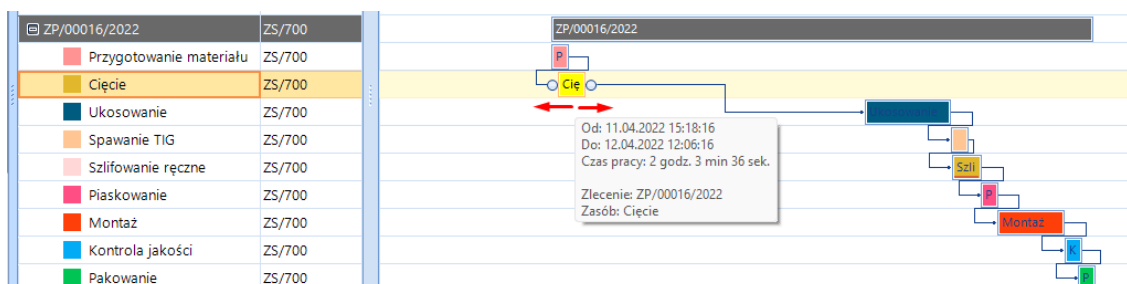 ZP/00016/2022 ZS/700 ZP/00016/2022
Przygotowanie materiału ZS/700 P
Cięcie ZS/700 Cię
Ukosowanie ZS/700 Ukosowanie
Od: 11.04.2022 15:18:16
Do: 12.04.2022 12:06:16
Spawanie TIG ZS/700
Czas pracy: 2 godz. 3 min 36 sek.
Szlifowanie ręczne ZS/700 Szli
Zlecenie: ZP/00016/2022
Piaskowanie ZS/700 P
Zasób: Cięcie
Montaż ZS/700 Montaż
Kontrola jakości ZS/700 K
Pakowanie ZS/700 P